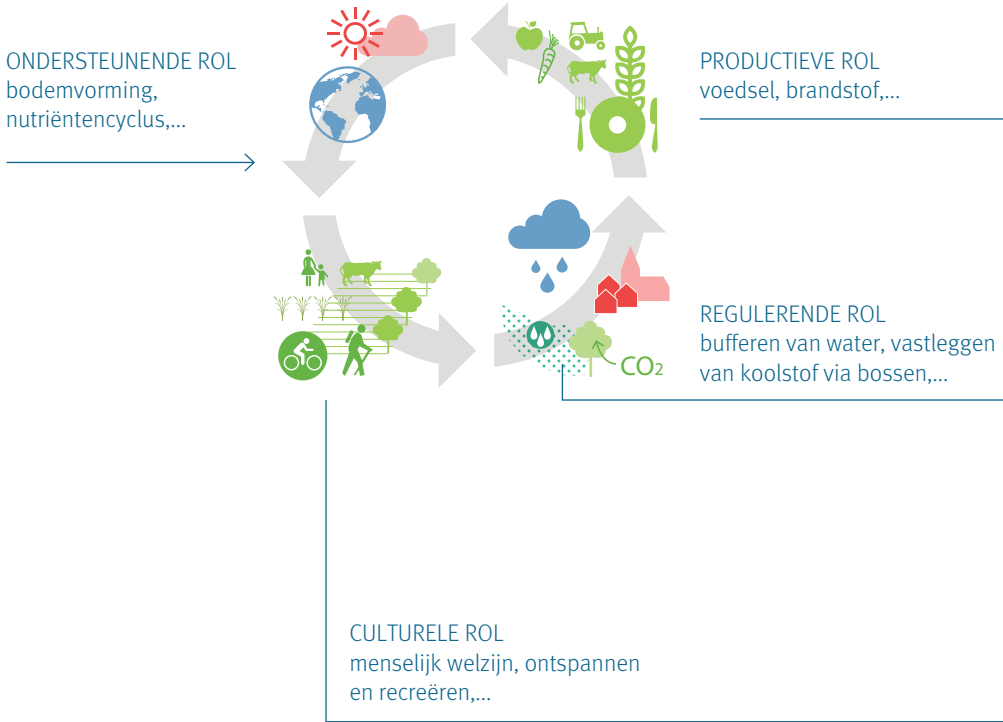 ONDERSTEUNENDE ROL
bodemvorming,
nutriëntencyclus,...
PRODUCTIEVE ROL
voedsel, brandstof,...
REGULERENDE ROL
bufferen van water, vastleggen
van koolstof via bossen,...
CO2
CULTURELE ROL
menselijk welzijn, ontspannen
en recreëren,...